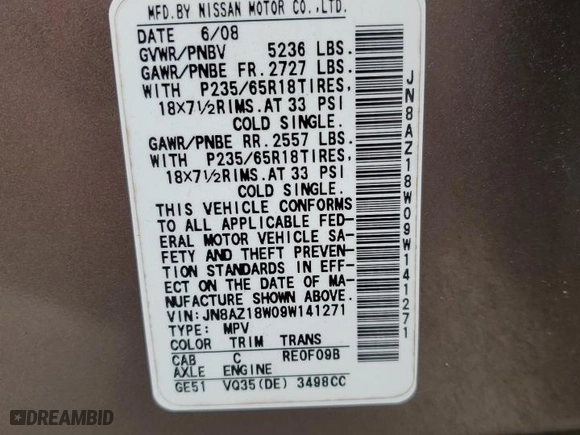 MFD.BY NISSAN MOTOR CO.,LTD.
DATE 6/08
GVWR/PNBV 5236 LBS.
GAWR/PNBE FR.2727 LBS.
WITH P235/65R18TIRES,
18X7½RIMS.AT 33 PSI
COLD SINGLE.
GAWR/PNBE RR.2557 LBS.
WITH P235/65R18TIRES,
18X7½RIMS.AT 33 PSI
COLD SINGLE.
THIS VEHICLE CONFORMS
TO ALL APPLICABLE FED-
ERAL MOTOR VEHICLE SA-
FETY AND THEFT PREVEN-
TION STANDARDS IN EFF-
ECT ON THE DATE OF MA-
NUFACTURE SHOWN ABOVE.
VIN:JN8AZ18W09W141271
TYPE: MPV
COLOR TRIM TRANS
CAB C RE0F09B
AXLE ENGINE
GE51 VQ35(DE) 3498CC
JN8AZ18W09W141271
DREAMBID